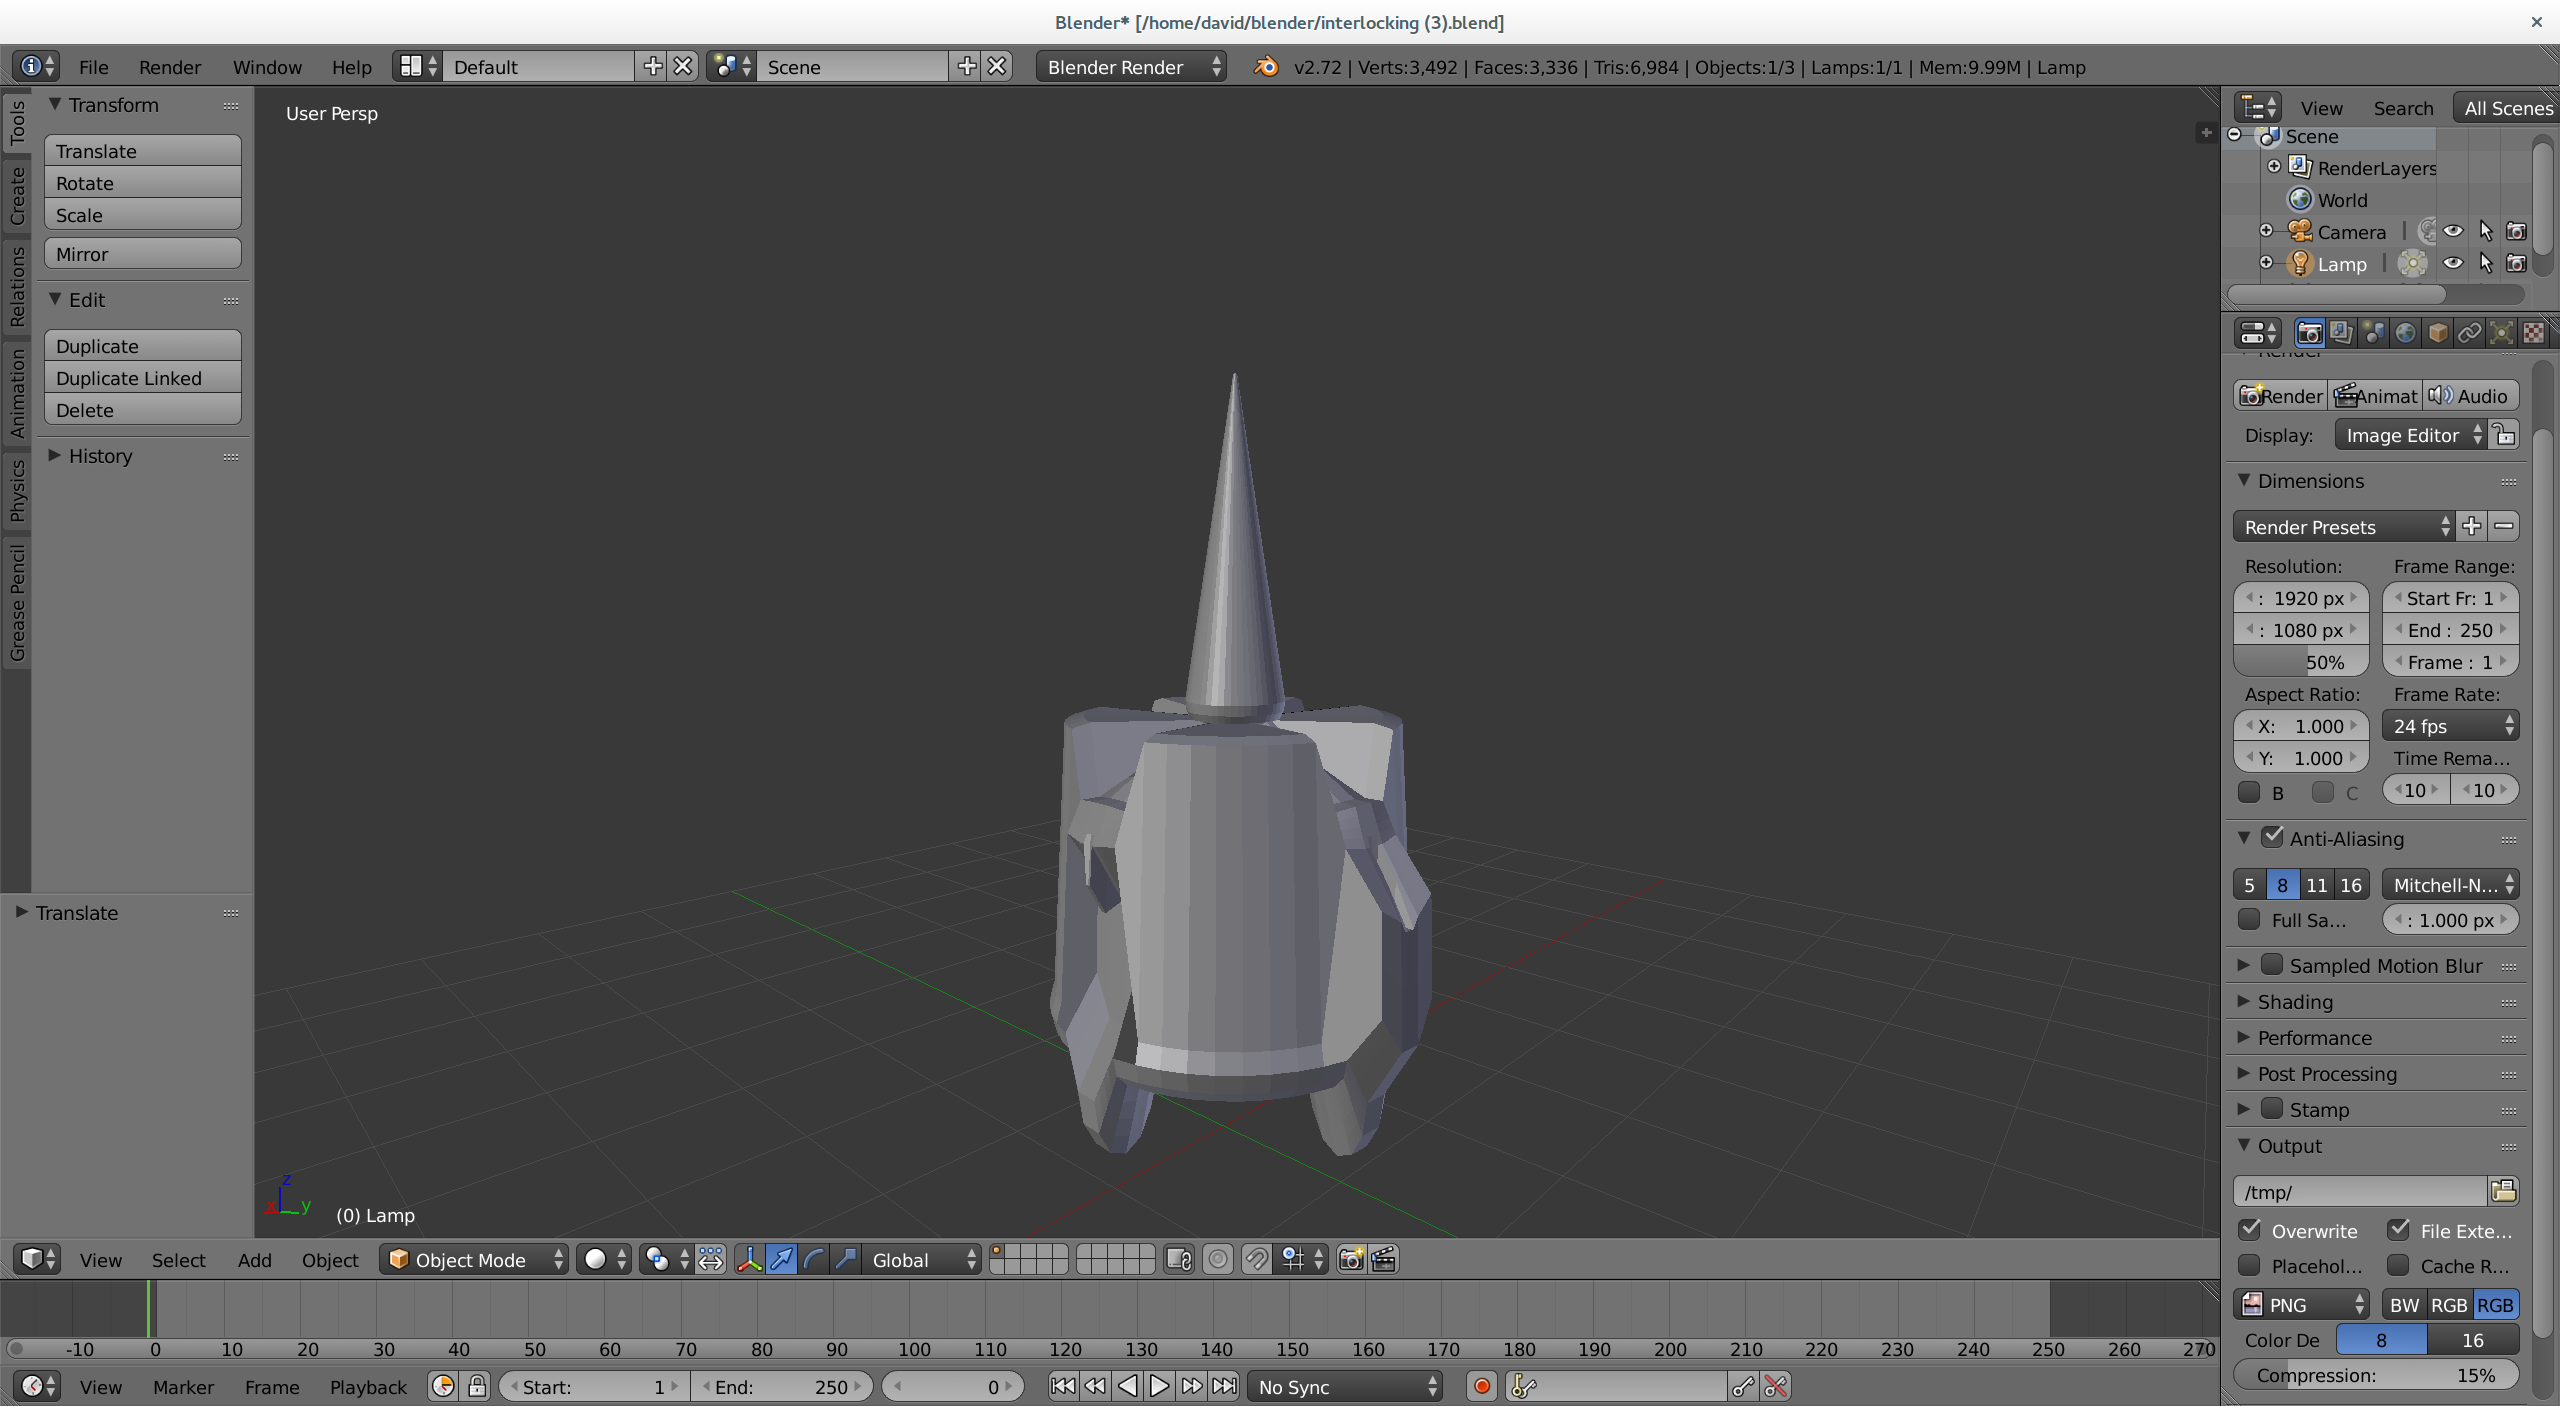 Blender* [/home/david/blender/interlocking (3).blend]
File Render Window Help Default Scene Blender Render v2.72 | Verts:3,492 | Faces:3,336 | Tris:6,984 | Objects:1/3 | Lamps:1/1 | Mem:9.99M | Lamp
Tools
Create
Relations
Animation
Physics
Grease Pencil
Transform
Translate
Rotate
Scale
Mirror
Edit
Duplicate
Duplicate Linked
Delete
History
Translate
User Persp
z
x y
(0) Lamp
View Select Add Object Object Mode Global
-10 0 10 20 30 40 50 60 70 80 90 100 110 120 130 140 150 160 170 180 190 200 210 220 230 240 250 260 270
View Marker Frame Playback Start: 1 End: 250 0 No Sync
View Search All Scenes
Scene
RenderLayers
World
Camera
Lamp
Render
Render Animat Audio
Display: Image Editor
Dimensions
Render Presets
Resolution: Frame Range:
: 1920 px Start Fr: 1
: 1080 px End : 250
50% Frame : 1
Aspect Ratio: Frame Rate:
X: 1.000 24 fps
Y: 1.000 Time Rema...
B C 10 10
Anti-Aliasing
5 8 11 16 Mitchell-N...
Full Sa... : 1.000 px
Sampled Motion Blur
Shading
Performance
Post Processing
Stamp
Output
/tmp/
Overwrite File Exte...
Placehol... Cache R...
PNG BW RGB RGB
Color De 8 16
Compression: 15%